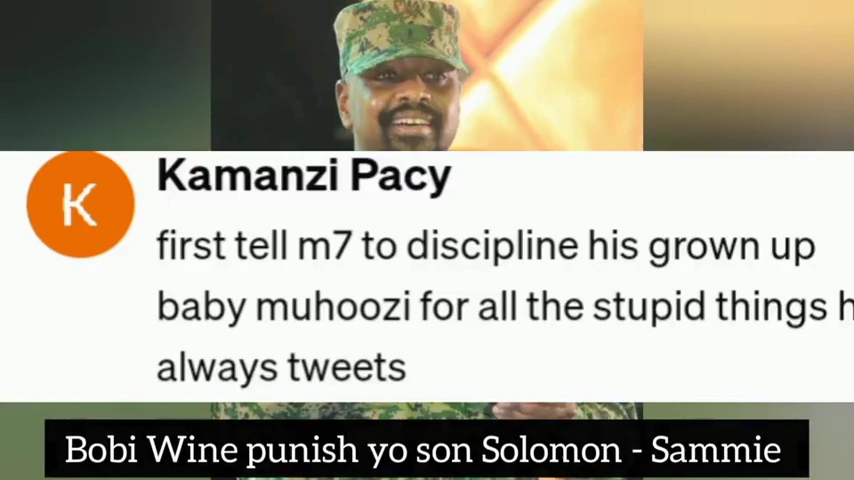 K
Kamanzi Pacy
first tell m7 to discipline his grown up
baby muhoozi for all the stupid things h
always tweets
Bobi Wine punish yo son Solomon - Sammie